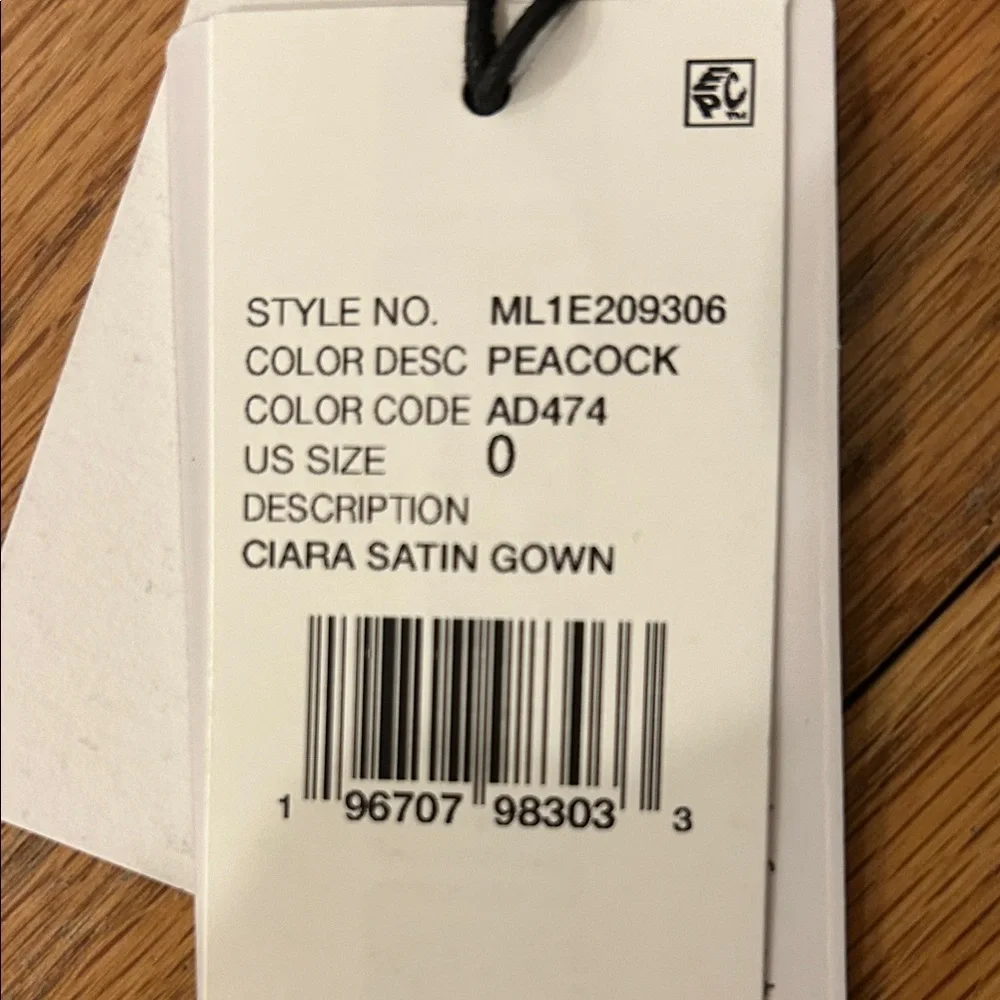 EPC™
STYLE NO. ML1E209306
COLOR DESC PEACOCK
COLOR CODE AD474
US SIZE 0
DESCRIPTION
CIARA SATIN GOWN
1 96707 98303 3